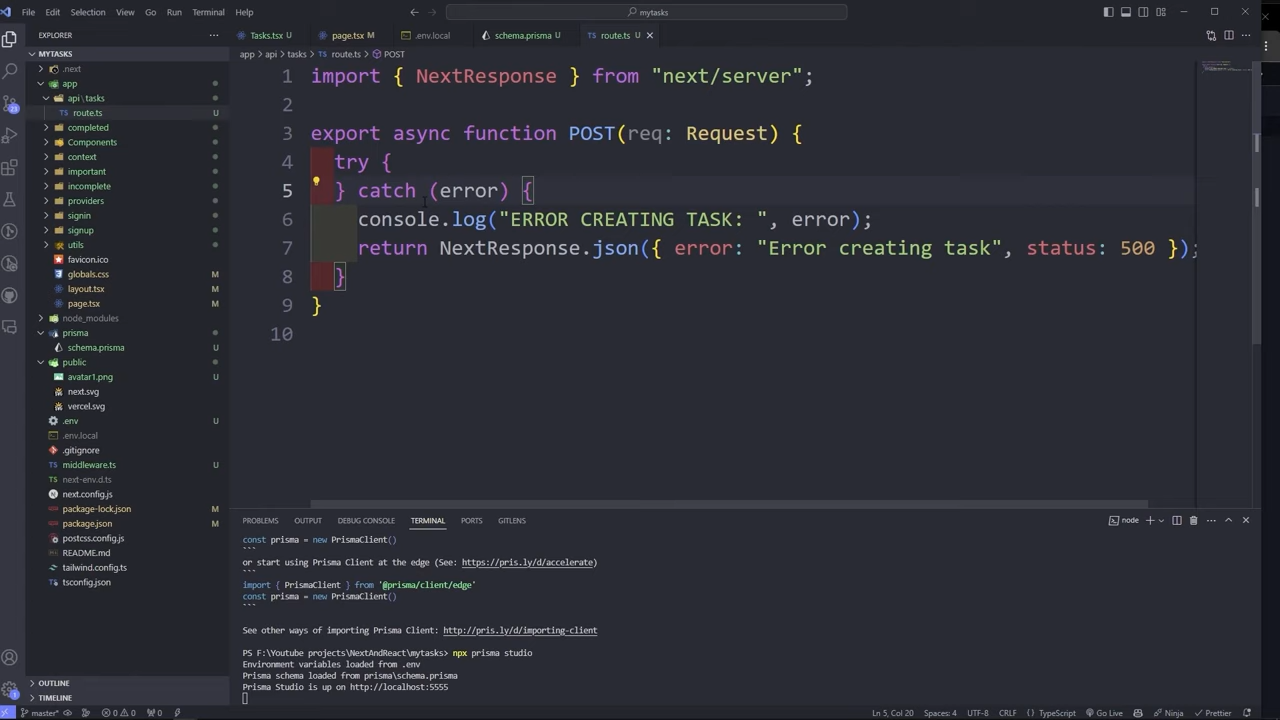 File Edit Selection View Go Run Terminal Help
mytasks
EXPLORER
Tasks.tsx U
page.tsx M
.env.local
schema.prisma U
route.ts U
MYTASKS
app > api > tasks > route.ts > POST
.next
app
api \ tasks
route.ts U
completed
Components
context
important
incomplete
providers
signin
signup
utils
favicon.ico
globals.css
layout.tsx
page.tsx
node_modules
prisma
schema.prisma U
public
avatar1.png U
next.svg
vercel.svg
.env U
.env.local
.gitignore
middleware.ts U
next-env.d.ts
next.config.js
package-lock.json M
package.json M
postcss.config.js
README.md
tailwind.config.ts
tsconfig.json
OUTLINE
TIMELINE
1 import { NextResponse } from "next/server";
2
3 export async function POST(req: Request) {
4 try {
5 } catch (error) {
6 console.log("ERROR CREATING TASK: ", error);
7 return NextResponse.json({ error: "Error creating task", status: 500 });
8 }
9 }
10
PROBLEMS OUTPUT DEBUG CONSOLE TERMINAL PORTS GITLENS
node
const prisma = new PrismaClient()
```
or start using Prisma Client at the edge (See: https://pris.ly/d/accelerate)
```
import { PrismaClient } from '@prisma/client/edge'
const prisma = new PrismaClient()
```
See other ways of importing Prisma Client: http://pris.ly/d/importing-client
PS F:\Youtube projects\NextAndReact\mytasks> npx prisma studio
Environment variables loaded from .env
Prisma schema loaded from prisma\schema.prisma
Prisma Studio is up on http://localhost:5555
master* 0 0 0 Ln 5, Col 20 Spaces: 4 UTF-8 CRLF TypeScript Go Live Ninja Prettier